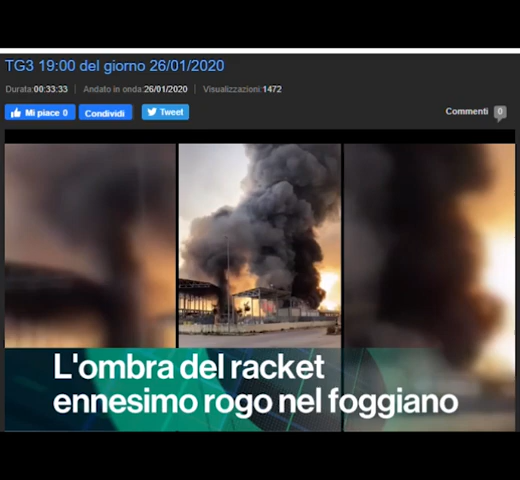 TG3 19:00 del giorno 26/01/2020
Durata:00:33:33 | Andato in onda:26/01/2020 | Visualizzazioni:1472
Mi piace 0 Condividi Tweet Commenti 0
L'ombra del racket
ennesimo rogo nel foggiano